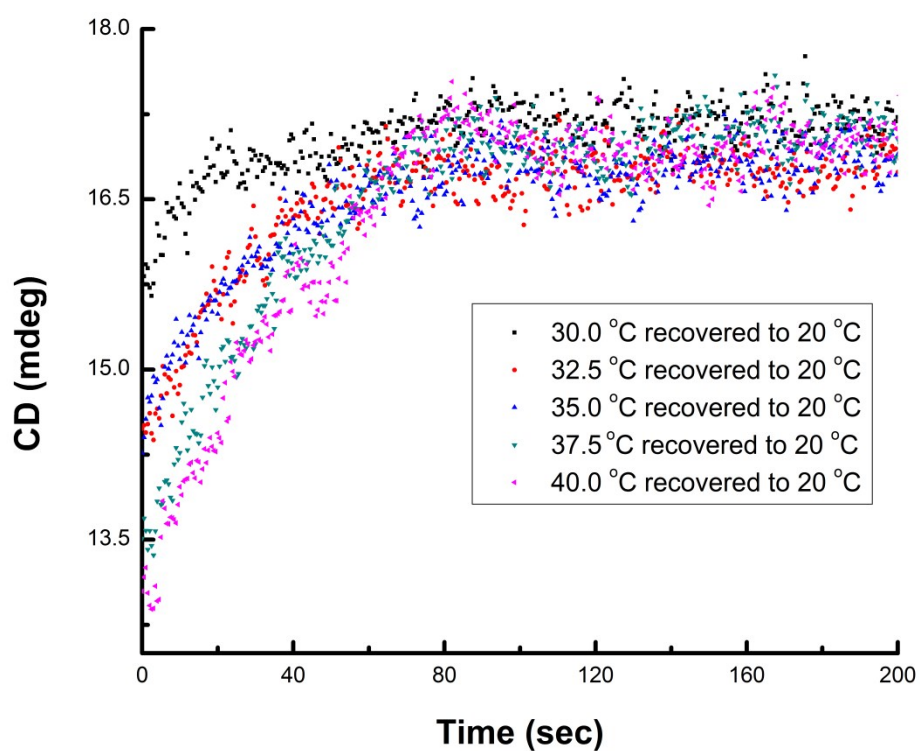 18.0
16.5
15.0
13.5
CD (mdeg)
30.0 °C recovered to 20 °C
32.5 °C recovered to 20 °C
35.0 °C recovered to 20 °C
37.5 °C recovered to 20 °C
40.0 °C recovered to 20 °C
0 40 80 120 160 200
Time (sec)